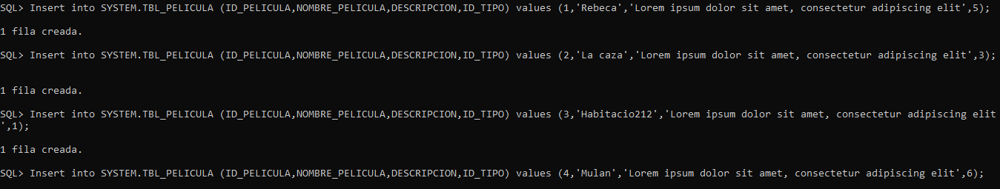 SQL> Insert into SYSTEM.TBL_PELICULA (ID_PELICULA,NOMBRE_PELICULA,DESCRIPCION,ID_TIPO) values (1,'Rebeca','Lorem ipsum dolor sit amet, consectetur adipiscing elit',5);
1 fila creada.
SQL> Insert into SYSTEM.TBL_PELICULA (ID_PELICULA,NOMBRE_PELICULA,DESCRIPCION,ID_TIPO) values (2,'La caza','Lorem ipsum dolor sit amet, consectetur adipiscing elit',3);
1 fila creada.
SQL> Insert into SYSTEM.TBL_PELICULA (ID_PELICULA,NOMBRE_PELICULA,DESCRIPCION,ID_TIPO) values (3,'Habitacio212','Lorem ipsum dolor sit amet, consectetur adipiscing elit
',1);
1 fila creada.
SQL> Insert into SYSTEM.TBL_PELICULA (ID_PELICULA,NOMBRE_PELICULA,DESCRIPCION,ID_TIPO) values (4,'Mulan','Lorem ipsum dolor sit amet, consectetur adipiscing elit',6);